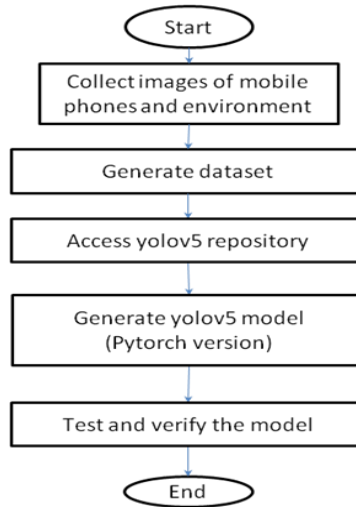 Start
Collect images of mobile
phones and environment
Generate dataset
Access yolov5 repository
Generate yolov5 model
(Pytorch version)
Test and verify the model
End